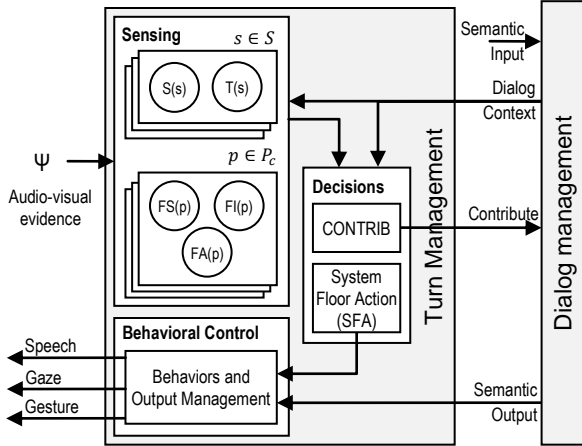 Sensing
s ∈ S
S(s)
T(s)
p ∈ P_c
FS(p)
FI(p)
FA(p)
Ψ
Audio-visual
evidence
Decisions
CONTRIB
System
Floor Action
(SFA)
Turn Management
Behavioral Control
Behaviors and
Output Management
Speech
Gaze
Gesture
Semantic
Input
Dialog
Context
Contribute
Semantic
Output
Dialog management